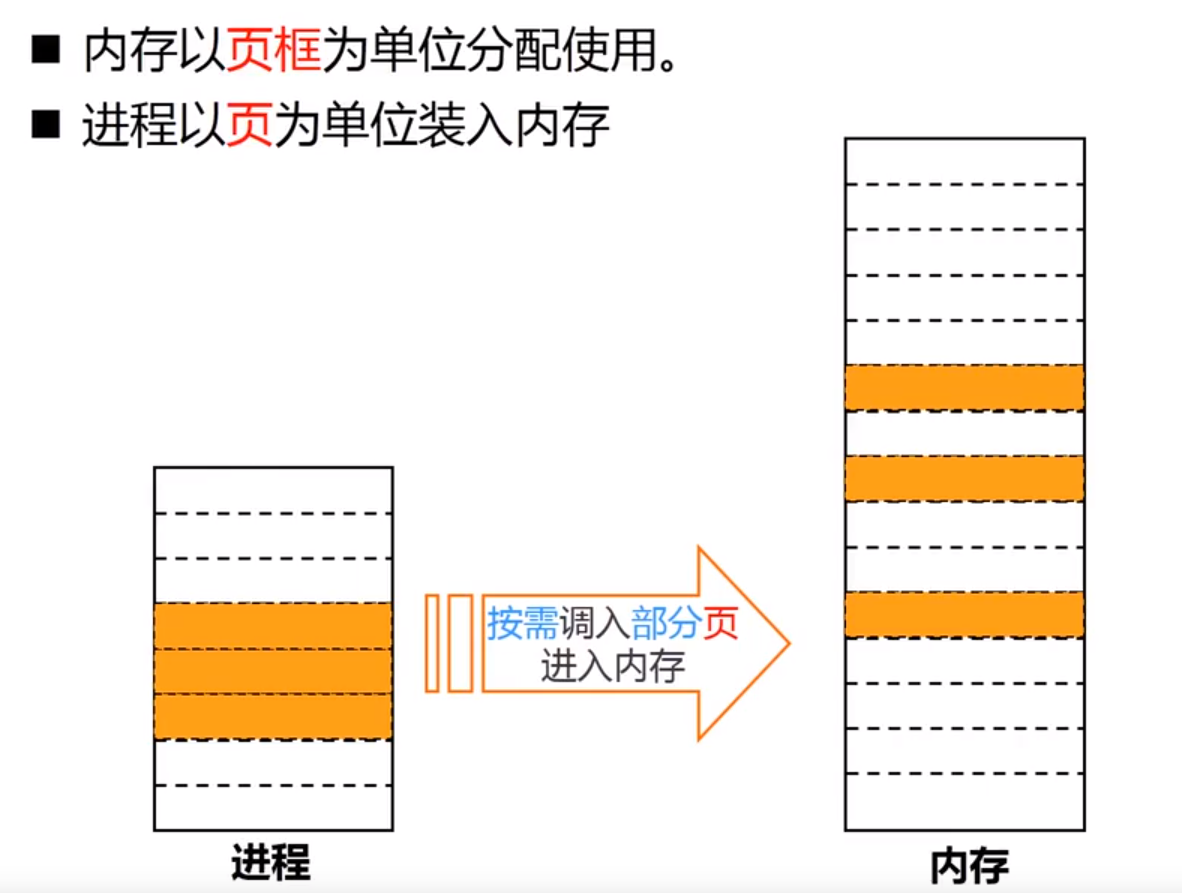 ■ 内存以页框为单位分配使用。
■ 进程以页为单位装入内存
按需调入部分页
进入内存
进程
内存